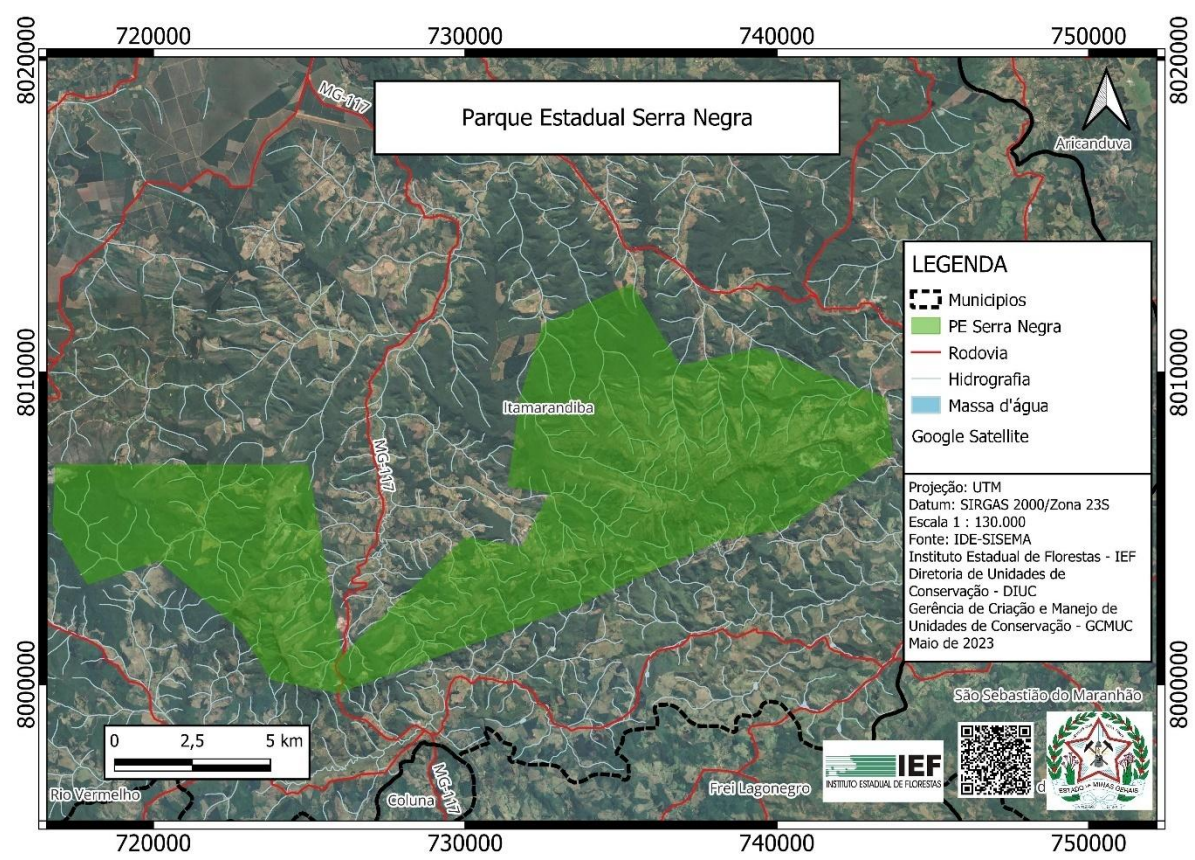 720000
730000
740000
750000
8020000
8020000
MG-117
Parque Estadual Serra Negra
Aricanduva
LEGENDA
Municipios
PE Serra Negra
Rodovia
Hidrografia
Massa d'água
Google Satellite
8010000
8010000
Itamarandiba
MG-117
Projeção: UTM
Datum: SIRGAS 2000/Zona 23S
Escala 1 : 130.000
Fonte: IDE-SISEMA
Instituto Estadual de Florestas - IEF
Diretoria de Unidades de
Conservação - DIUC
Gerência de Criação e Manejo de
Unidades de Conservação - GCMUC
Maio de 2023
8000000
8000000
São Sebastião do Maranhão
0 2,5 5 km
IEF
INSTITUTO ESTADUAL DE FLORESTAS
ESTADO DE MINAS GERAIS
Rio Vermelho
Coluna
MG-117
Frei Lagonegro
720000
730000
740000
750000